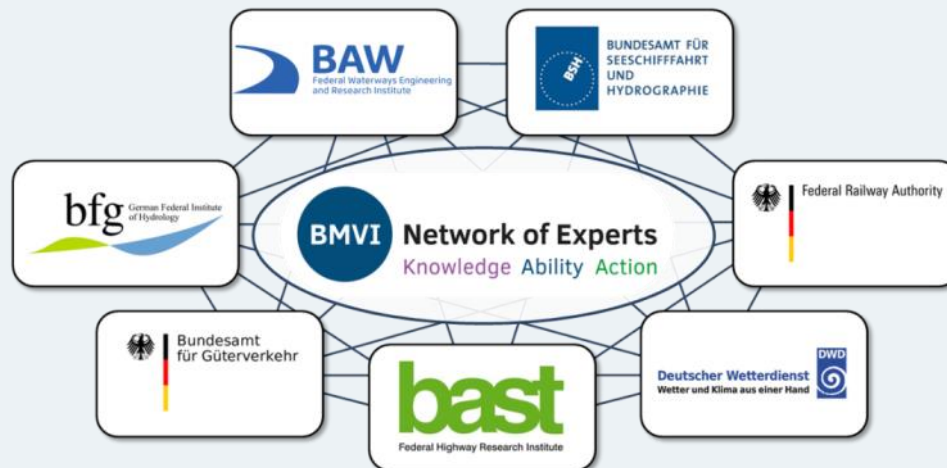 BAW
Federal Waterways Engineering
and Research Institute
BSH
BUNDESAMT FÜR
SEESCHIFFFAHRT
UND
HYDROGRAPHIE
bfg
German Federal Institute
of Hydrology
BMVI
Network of Experts
Knowledge Ability Action
Federal Railway Authority
Bundesamt
für Güterverkehr
bast
Federal Highway Research Institute
DWD
Deutscher Wetterdienst
Wetter und Klima aus einer Hand